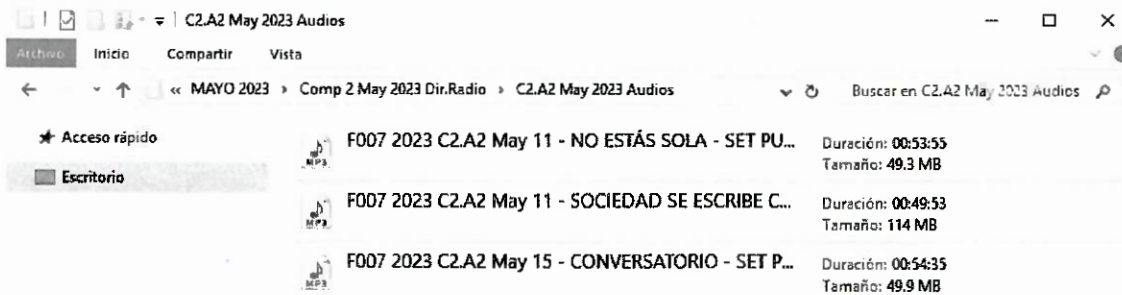 C2.A2 May 2023 Audios
Archivo Inicio Compartir Vista
« MAYO 2023 › Comp 2 May 2023 Dir.Radio › C2.A2 May 2023 Audios Buscar en C2.A2 May 2023 Audios
Acceso rápido
Escritorio
F007 2023 C2.A2 May 11 - NO ESTÁS SOLA - SET PU... Duración: 00:53:55
MP3 Tamaño: 49.3 MB
F007 2023 C2.A2 May 11 - SOCIEDAD SE ESCRIBE C... Duración: 00:49:53
MP3 Tamaño: 114 MB
F007 2023 C2.A2 May 15 - CONVERSATORIO - SET P... Duración: 00:54:35
MP3 Tamaño: 49.9 MB